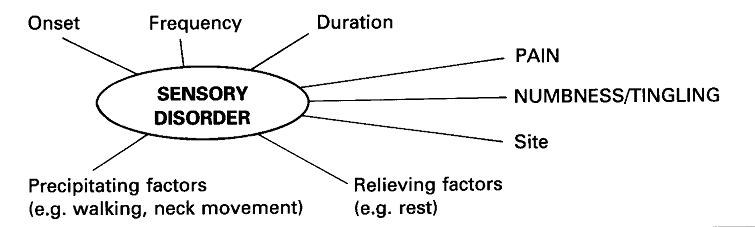 Onset
Frequency
Duration
PAIN
SENSORY
DISORDER
NUMBNESS/TINGLING
Site
Precipitating factors
(e.g. walking, neck movement)
Relieving factors
(e.g. rest)